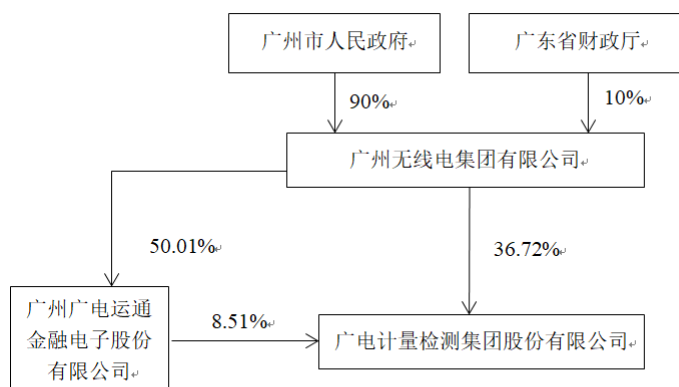 广州市人民政府
广东省财政厅
90%
10%
广州无线电集团有限公司
50.01%
36.72%
广州广电运通
金融电子股份
有限公司
8.51%
广电计量检测集团股份有限公司